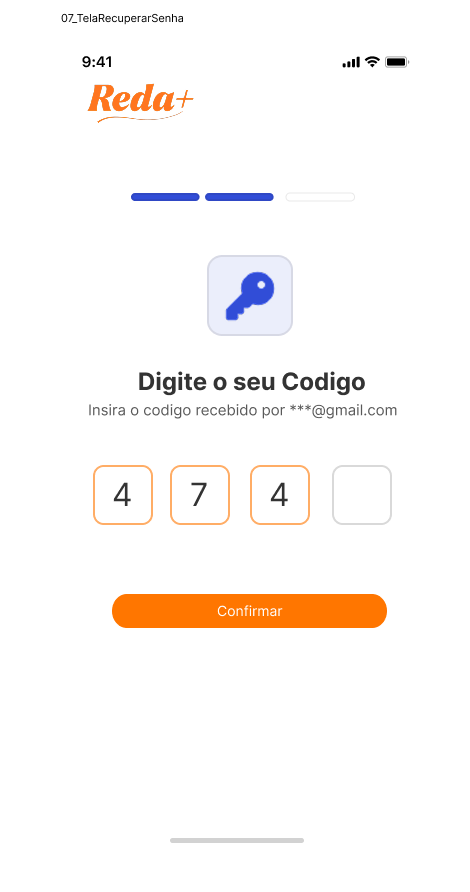 07_TelaRecuperarSenha
9:41
Reda+
Digite o seu Codigo
Insira o codigo recebido por ***@gmail.com
4 7 4
Confirmar